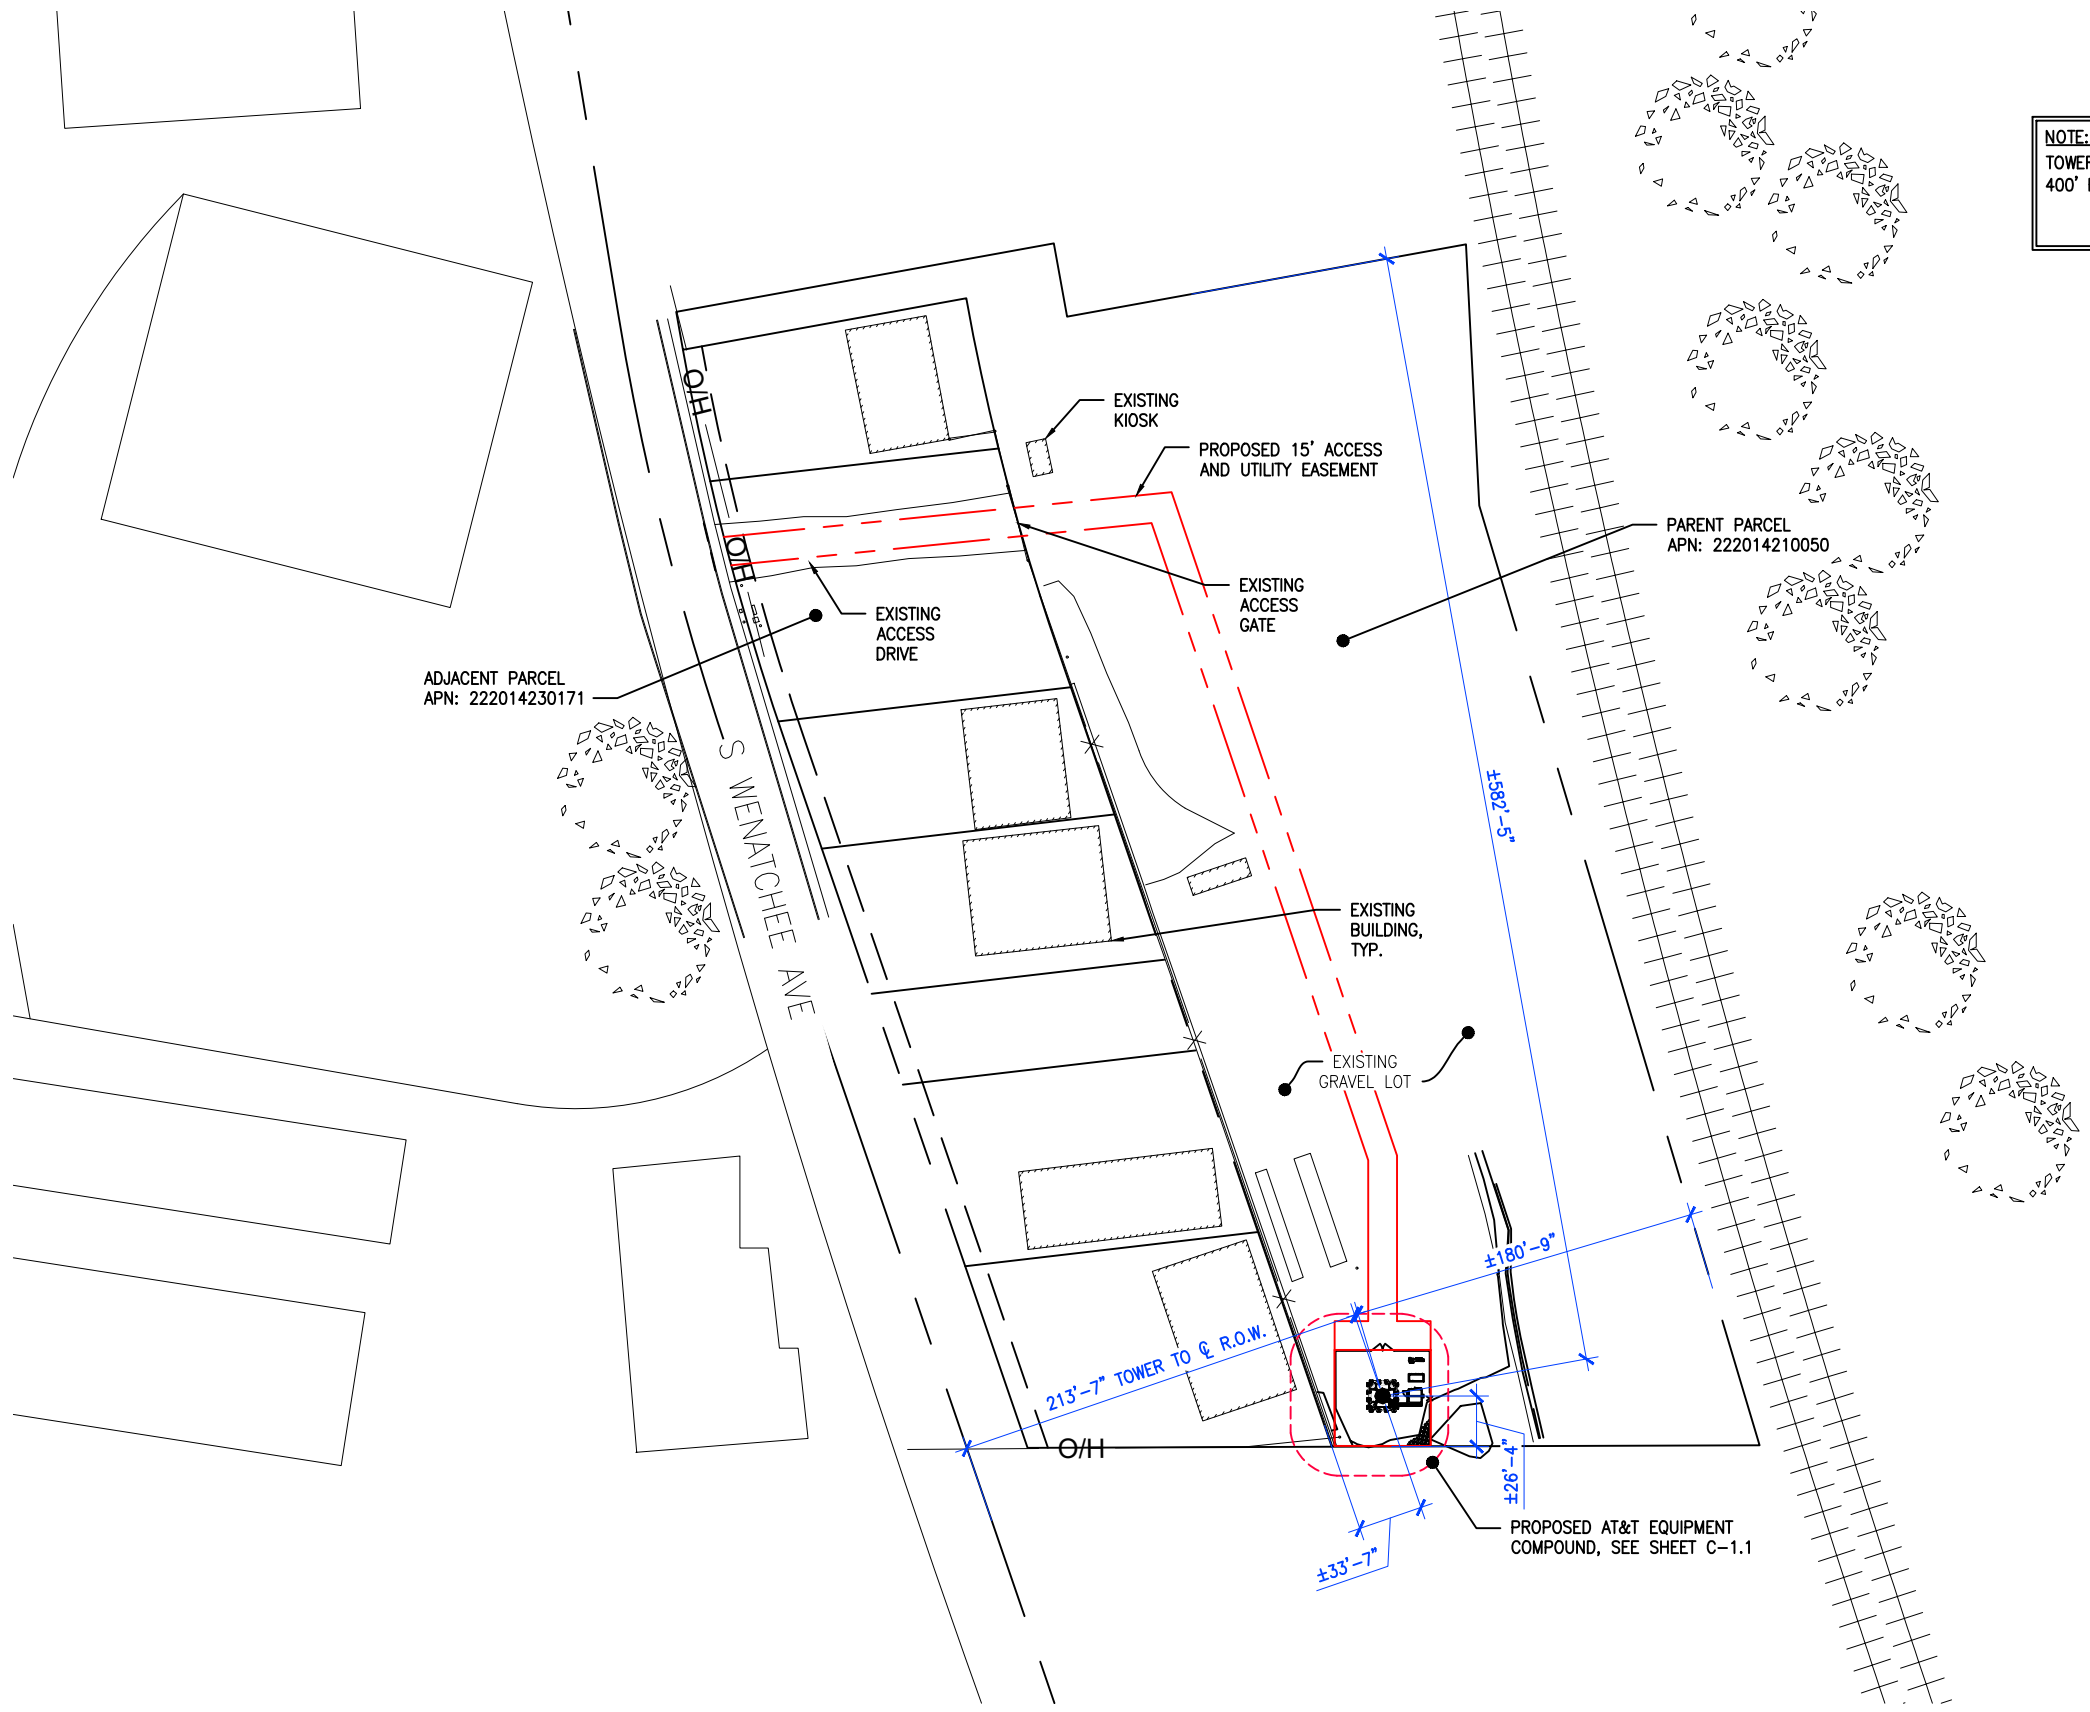 NOTE:
400'
O/H
EXISTING
KIOSK
PROPOSED 15' ACCESS
AND UTILITY EASEMENT
PARENT PARCEL
APN: 222014210050
O/H
EXISTING
ACCESS
GATE
EXISTING
ACCESS
DRIVE
ADJACENT PARCEL
APN: 222014230171
S WENATCHEE AVE
±582'-5"
EXISTING
BUILDING,
TYP.
EXISTING
GRAVEL LOT
±180'-9"
213'-7" TOWER TO ℄ R.O.W.
O/H
±26'-4"
±33'-7"
PROPOSED AT&T EQUIPMENT
COMPOUND, SEE SHEET C-1.1